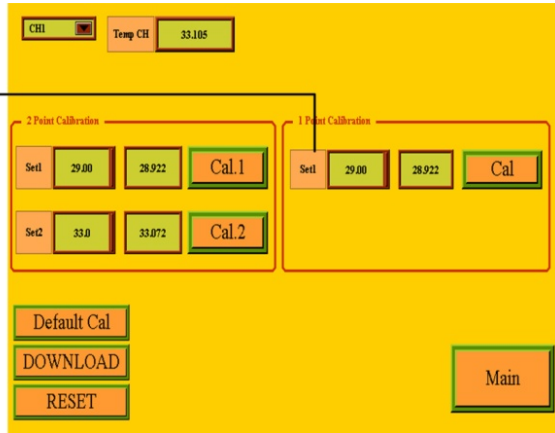 CH1
Temp CH 33.105
2 Point Calibration
Set1 29.00 28.922 Cal.1
Set2 33.0 33.072 Cal.2
1 Point Calibration
Set1 29.00 28.922 Cal
Default Cal
DOWNLOAD
RESET
Main